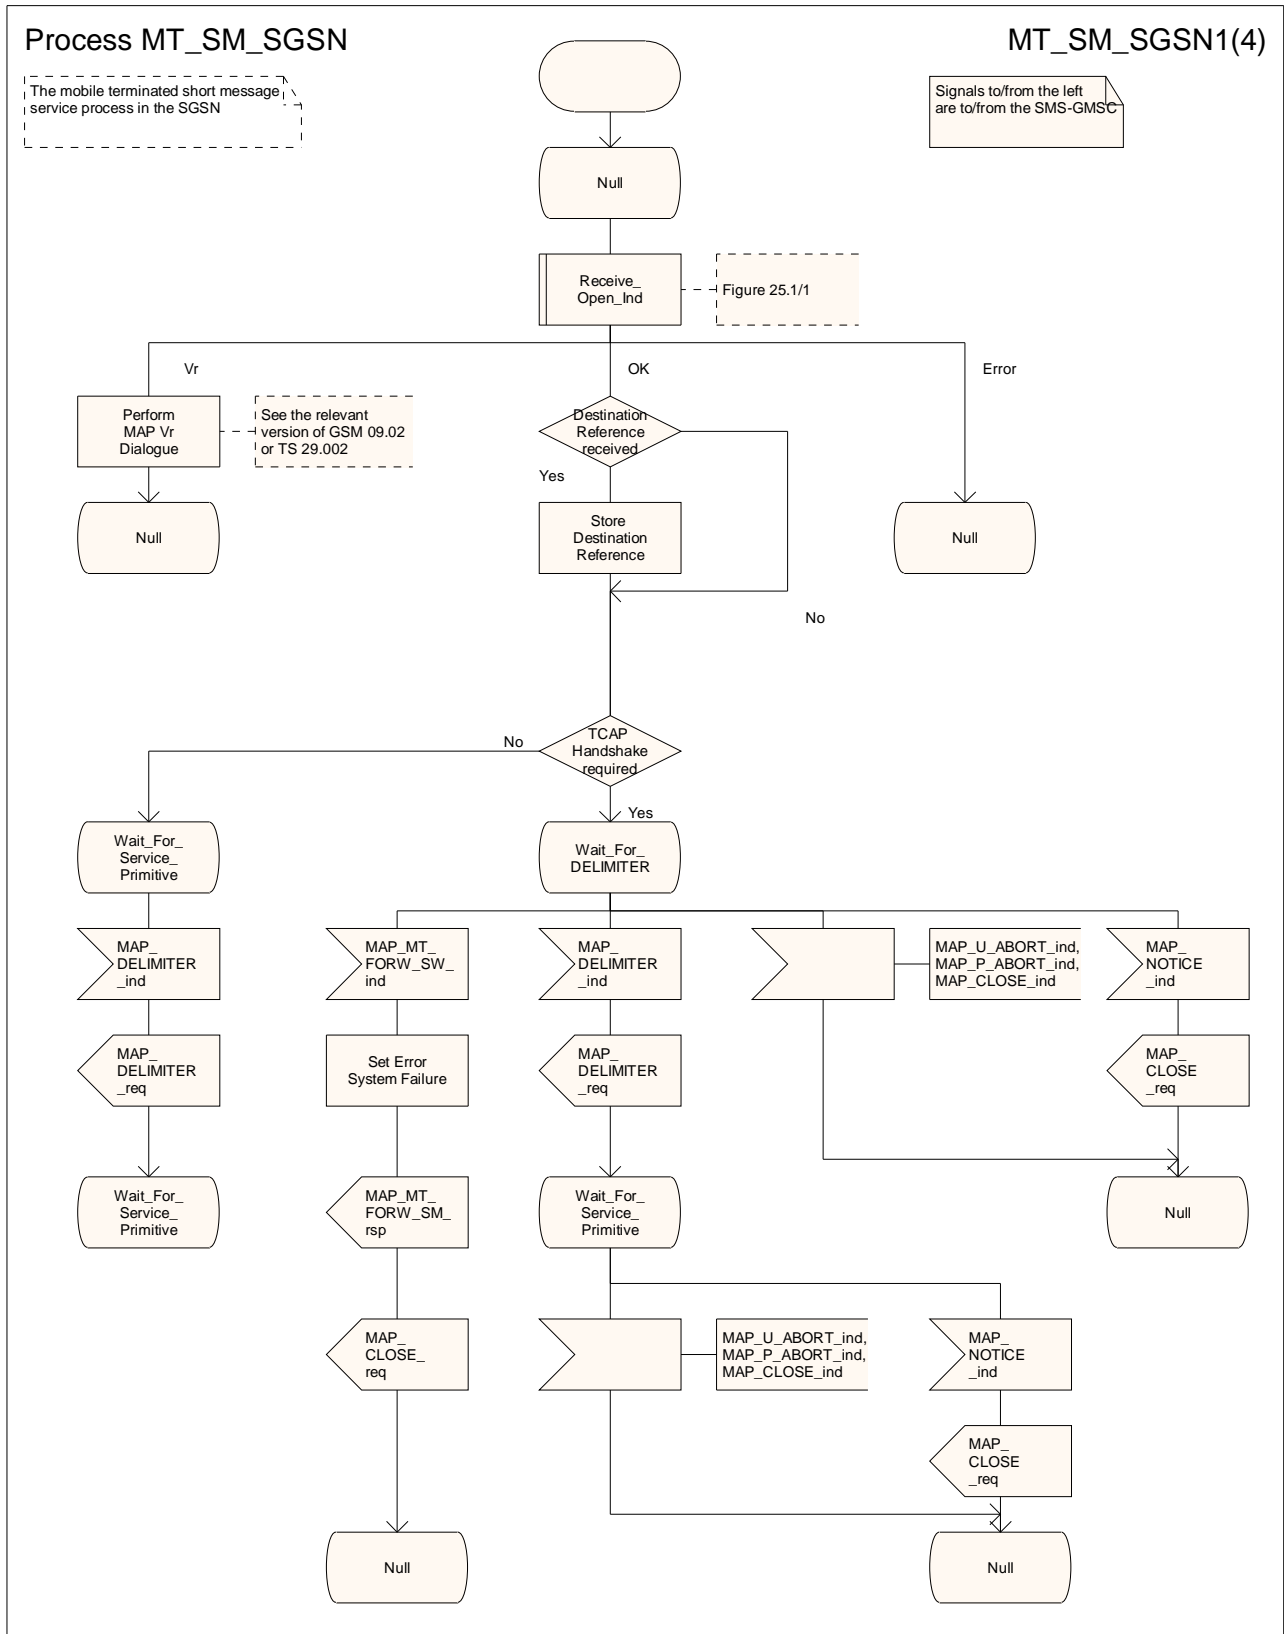 Process MT_SM_SGSN
MT_SM_SGSN1(4)
The mobile terminated short message
service process in the SGSN
Signals to/from the left
are to/from the SMS-GMSC
Null
Receive_
Open_Ind
Figure 25.1/1
Vr
OK
Error
Perform
MAP Vr
Dialogue
See the relevant
version of GSM 09.02
or TS 29.002
Destination
Reference
received
Yes
Null
Store
Destination
Reference
Null
No
TCAP
Handshake
required
No
Yes
Wait_For_
Service_
Primitive
Wait_For_
DELIMITER
MAP_
DELIMITER
_ind
MAP_MT_
FORW_SW_
ind
MAP_
DELIMITER
_ind
MAP_U_ABORT_ind,
MAP_P_ABORT_ind,
MAP_CLOSE_ind
MAP_
NOTICE
_ind
MAP_
DELIMITER
_req
Set Error
System Failure
MAP_
DELIMITER
_req
MAP_
CLOSE
_req
Wait_For_
Service_
Primitive
MAP_MT_
FORW_SM_
rsp
Wait_For_
Service_
Primitive
Null
MAP_
CLOSE_
req
MAP_U_ABORT_ind,
MAP_P_ABORT_ind,
MAP_CLOSE_ind
MAP_
NOTICE
_ind
MAP_
CLOSE
_req
Null
Null